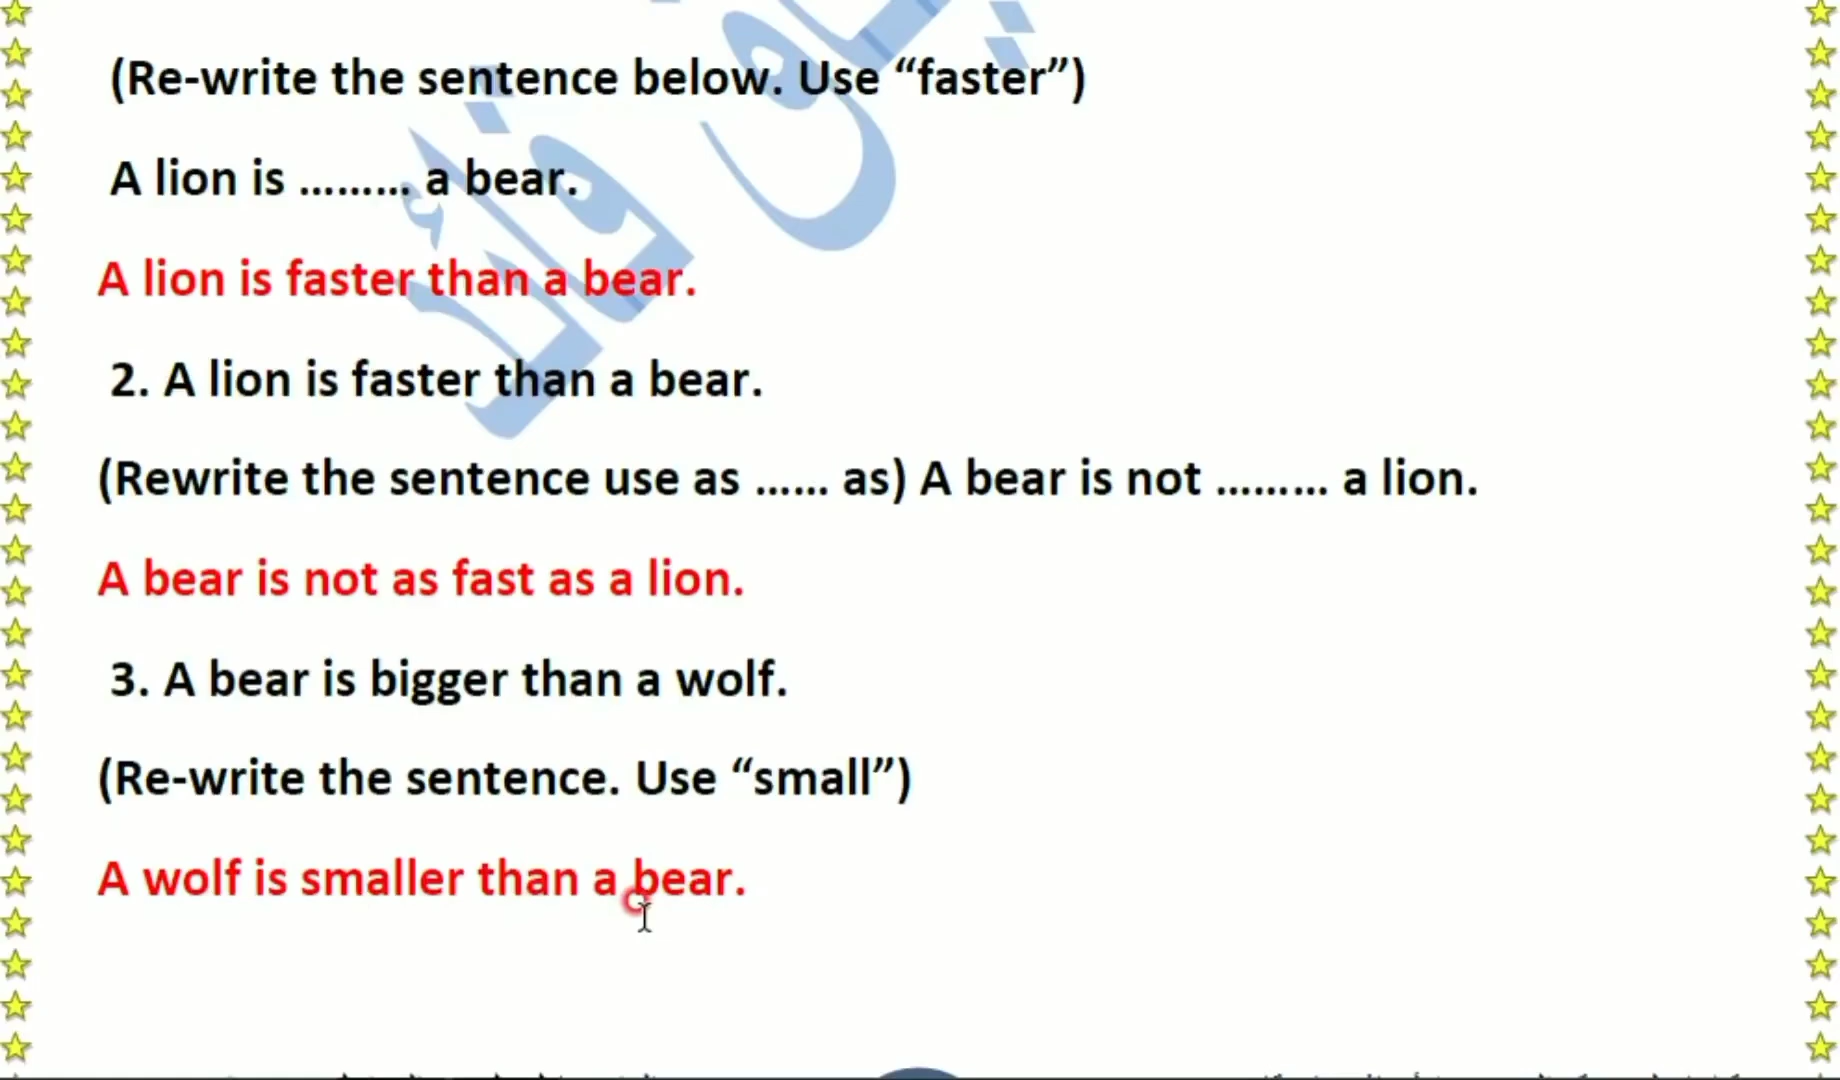 (Re-write the sentence below. Use “faster”)
A lion is ……… a bear.
A lion is faster than a bear.
2. A lion is faster than a bear.
(Rewrite the sentence use as …… as) A bear is not ……… a lion.
A bear is not as fast as a lion.
3. A bear is bigger than a wolf.
(Re-write the sentence. Use “small”)
A wolf is smaller than a bear.